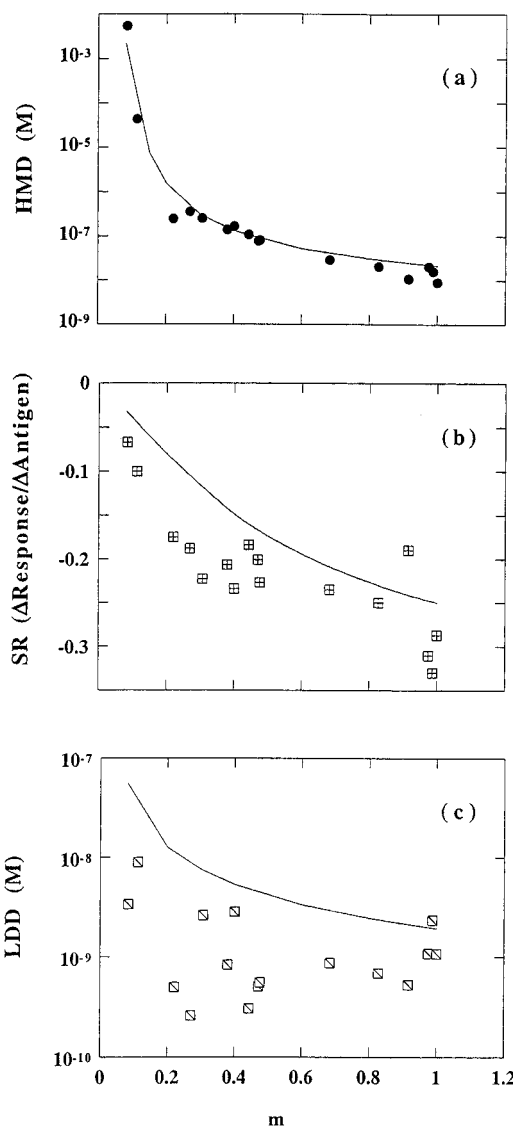 10⁻³
10⁻⁵
10⁻⁷
10⁻⁹
HMD (M)
(a)
0
-0.1
-0.2
-0.3
SR (ΔResponse/ΔAntigen)
(b)
10⁻⁷
10⁻⁸
10⁻⁹
10⁻¹⁰
LDD (M)
(c)
0 0.2 0.4 0.6 0.8 1 1.2
m